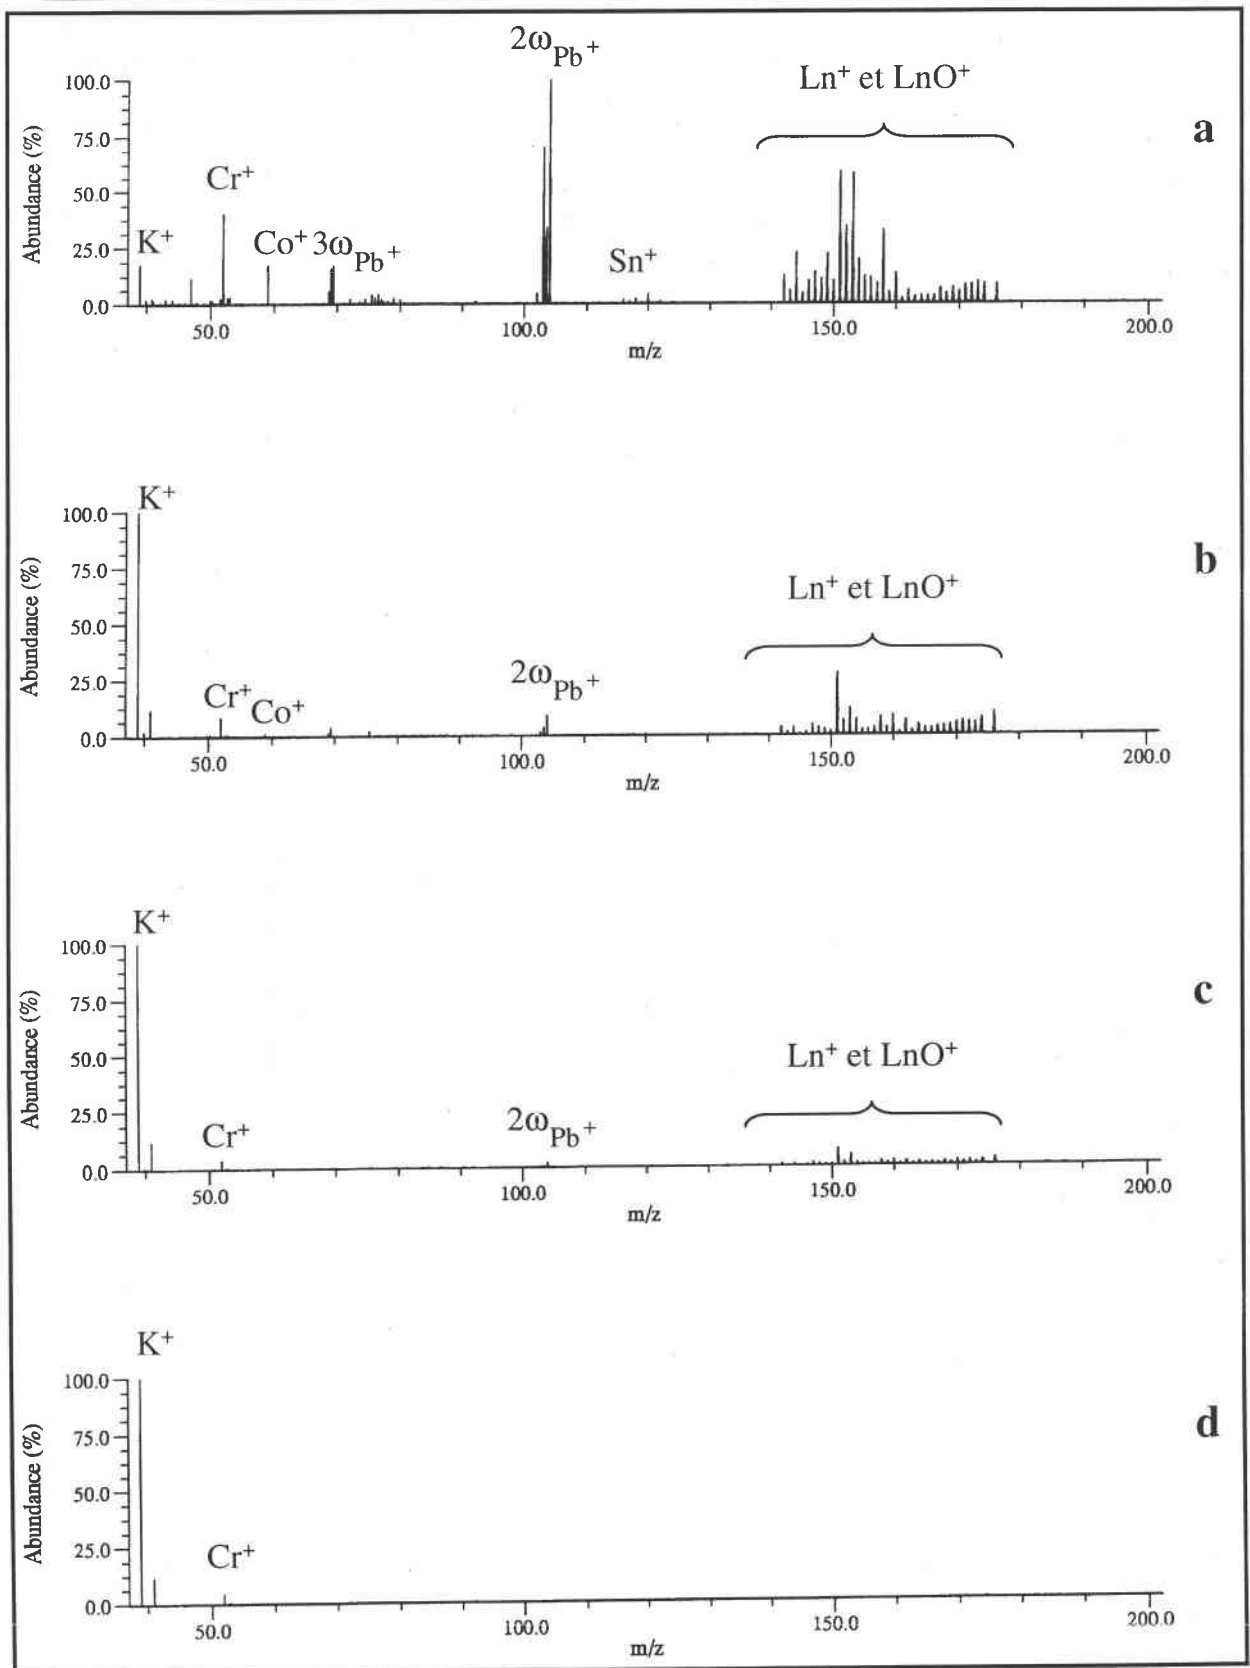 2ωPb+
Ln+ et LnO+
a
Cr+
K+
Co+ 3ωPb+
Sn+
Abundance (%)
100.0
75.0
50.0
25.0
0.0
50.0 100.0 150.0 200.0
m/z
K+
b
Ln+ et LnO+
2ωPb+
Cr+ Co+
Abundance (%)
100.0
75.0
50.0
25.0
0.0
50.0 100.0 150.0 200.0
m/z
K+
c
Ln+ et LnO+
2ωPb+
Cr+
Abundance (%)
100.0
75.0
50.0
25.0
0.0
50.0 100.0 150.0 200.0
m/z
K+
d
Cr+
Abundance (%)
100.0
75.0
50.0
25.0
0.0
50.0 100.0 150.0 200.0
m/z